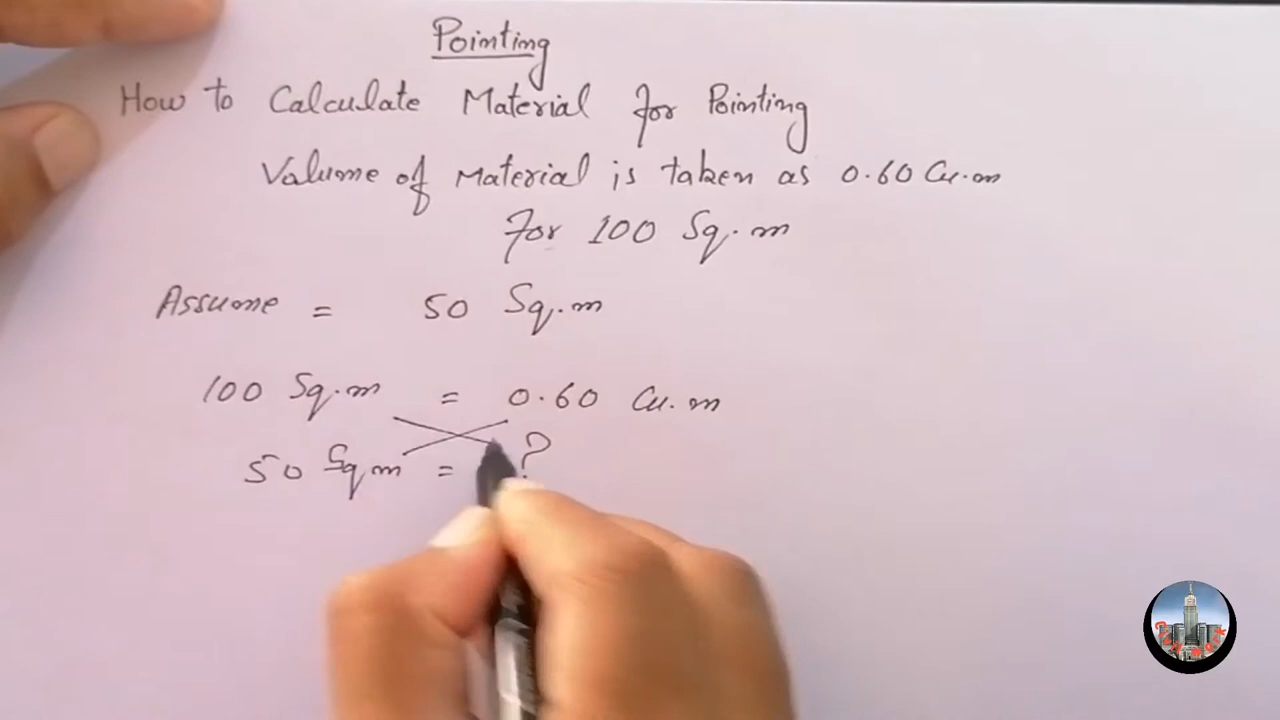 Pointing
How to Calculate Material for Pointing
Volume of Material is taken as 0.60 Cu.m
For 100 Sq.m
Assume = 50 Sq.m
100 Sq.m = 0.60 Cu.m
50 Sqm = ?